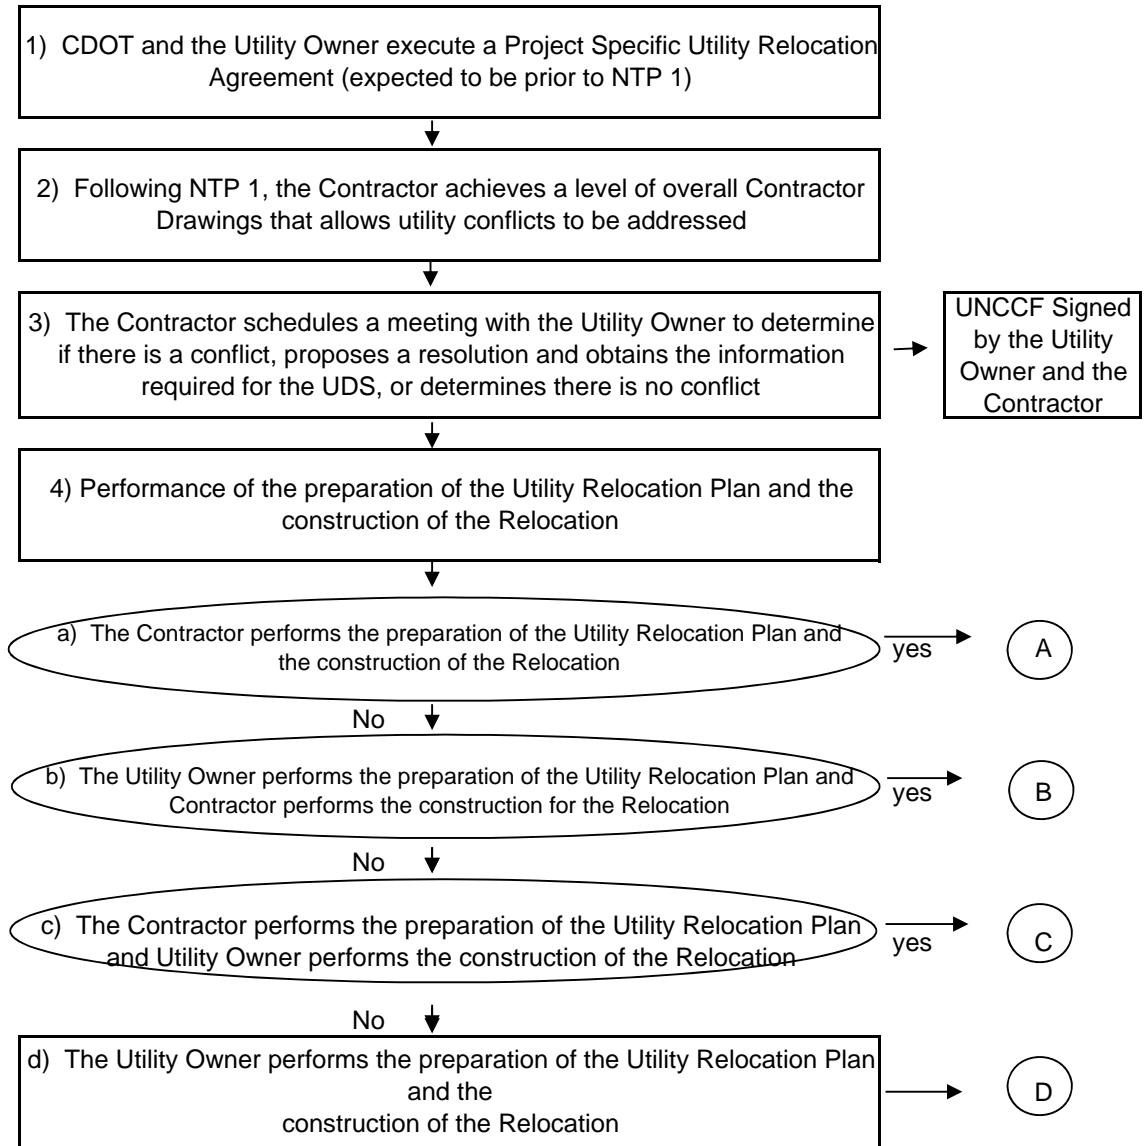 1) CDOT and the Utility Owner execute a Project Specific Utility Relocation
Agreement (expected to be prior to NTP 1)
2) Following NTP 1, the Contractor achieves a level of overall Contractor
Drawings that allows utility conflicts to be addressed
3) The Contractor schedules a meeting with the Utility Owner to determine
if there is a conflict, proposes a resolution and obtains the information
required for the UDS, or determines there is no conflict
UNCCF Signed
by the Utility
Owner and the
Contractor
4) Performance of the preparation of the Utility Relocation Plan and the
construction of the Relocation
a) The Contractor performs the preparation of the Utility Relocation Plan and
the construction of the Relocation
yes
A
No
b) The Utility Owner performs the preparation of the Utility Relocation Plan and
Contractor performs the construction for the Relocation
yes
B
No
c) The Contractor performs the preparation of the Utility Relocation Plan
and Utility Owner performs the construction of the Relocation
yes
C
No
d) The Utility Owner performs the preparation of the Utility Relocation Plan
and the
construction of the Relocation
D